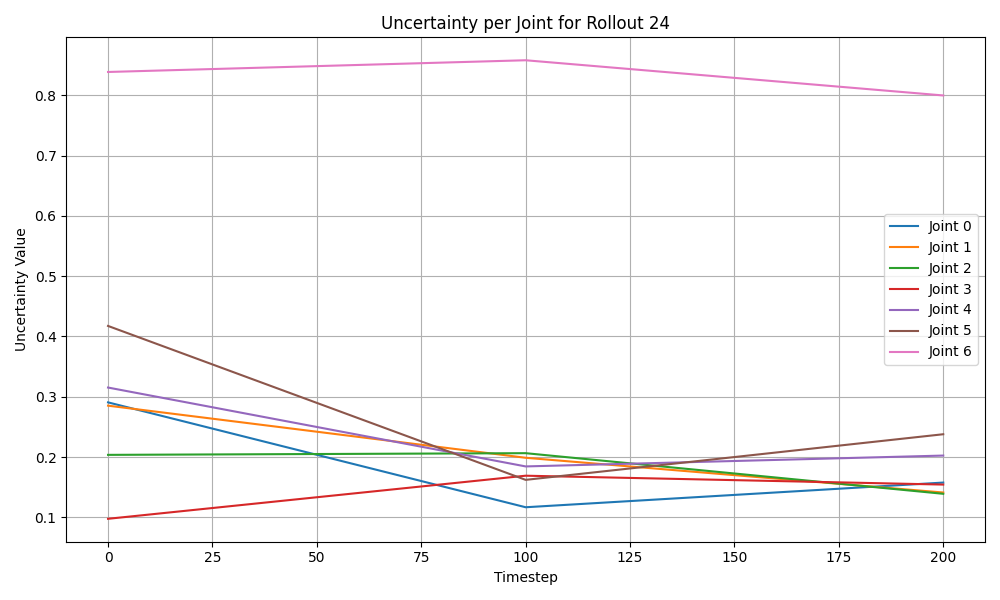 Uncertainty per Joint for Rollout 24
Uncertainty Value
0.8
0.7
0.6
0.5
0.4
0.3
0.2
0.1
Joint 0
Joint 1
Joint 2
Joint 3
Joint 4
Joint 5
Joint 6
0 25 50 75 100 125 150 175 200
Timestep